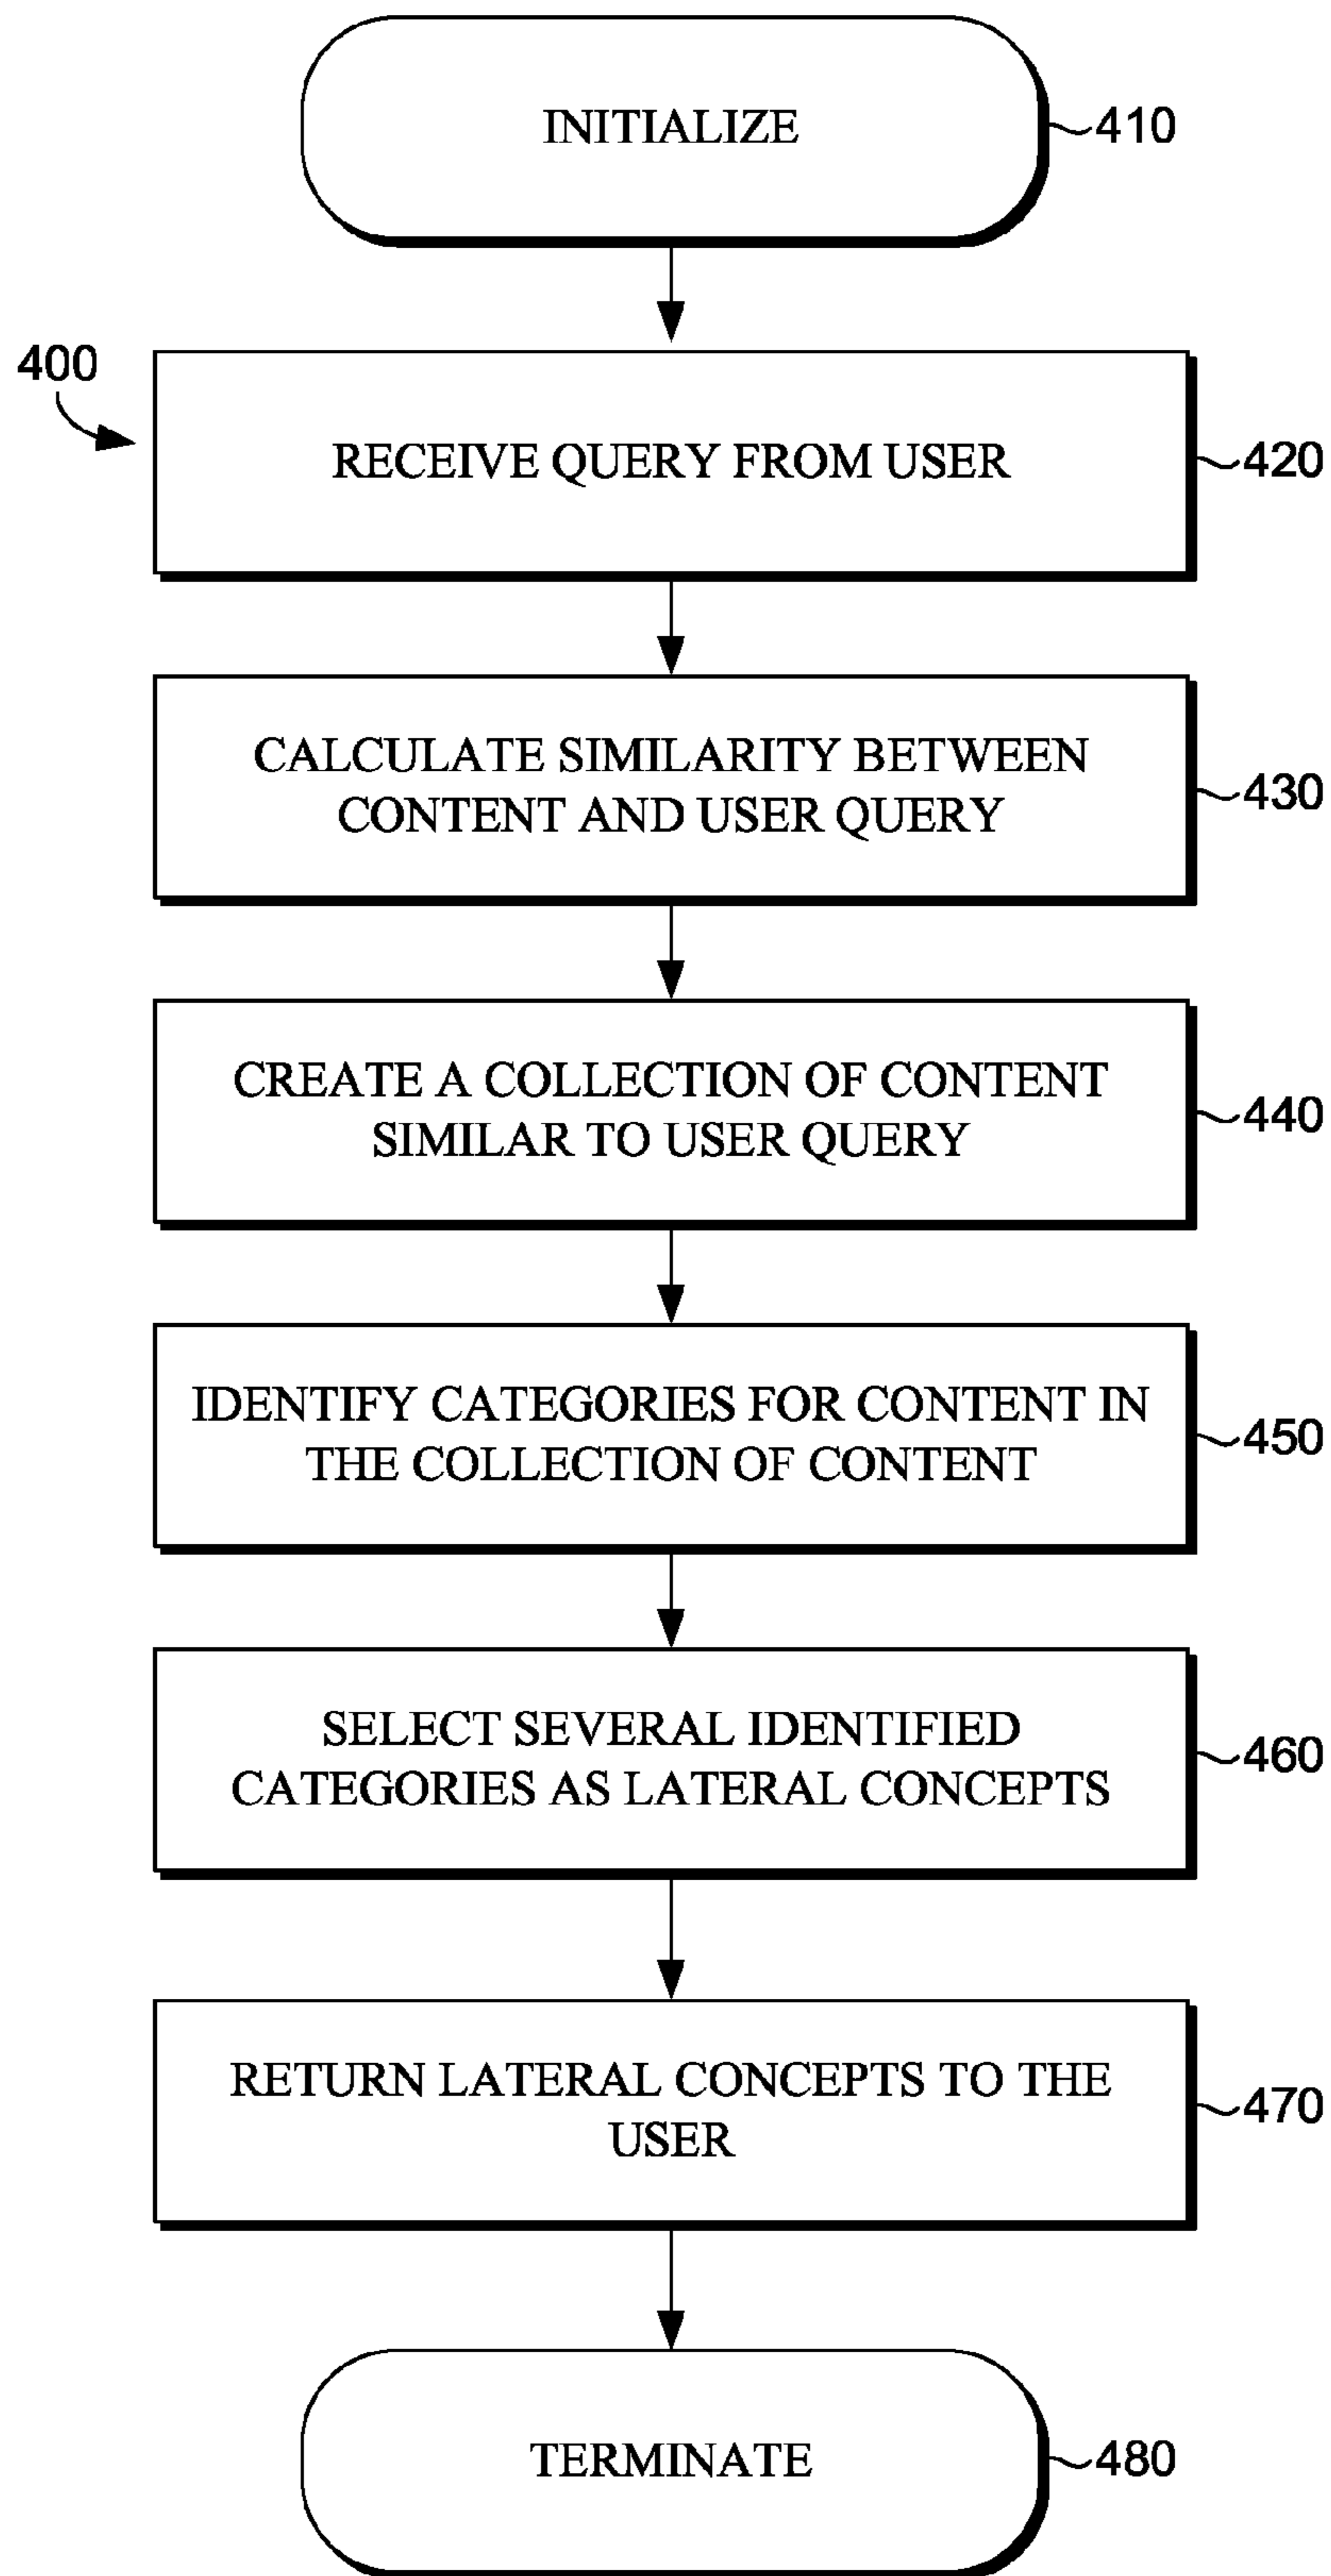 INITIALIZE
410
400
RECEIVE QUERY FROM USER
420
CALCULATE SIMILARITY BETWEEN
CONTENT AND USER QUERY
430
CREATE A COLLECTION OF CONTENT
SIMILAR TO USER QUERY
440
IDENTIFY CATEGORIES FOR CONTENT IN
THE COLLECTION OF CONTENT
450
SELECT SEVERAL IDENTIFIED
CATEGORIES AS LATERAL CONCEPTS
460
RETURN LATERAL CONCEPTS TO THE
USER
470
TERMINATE
480